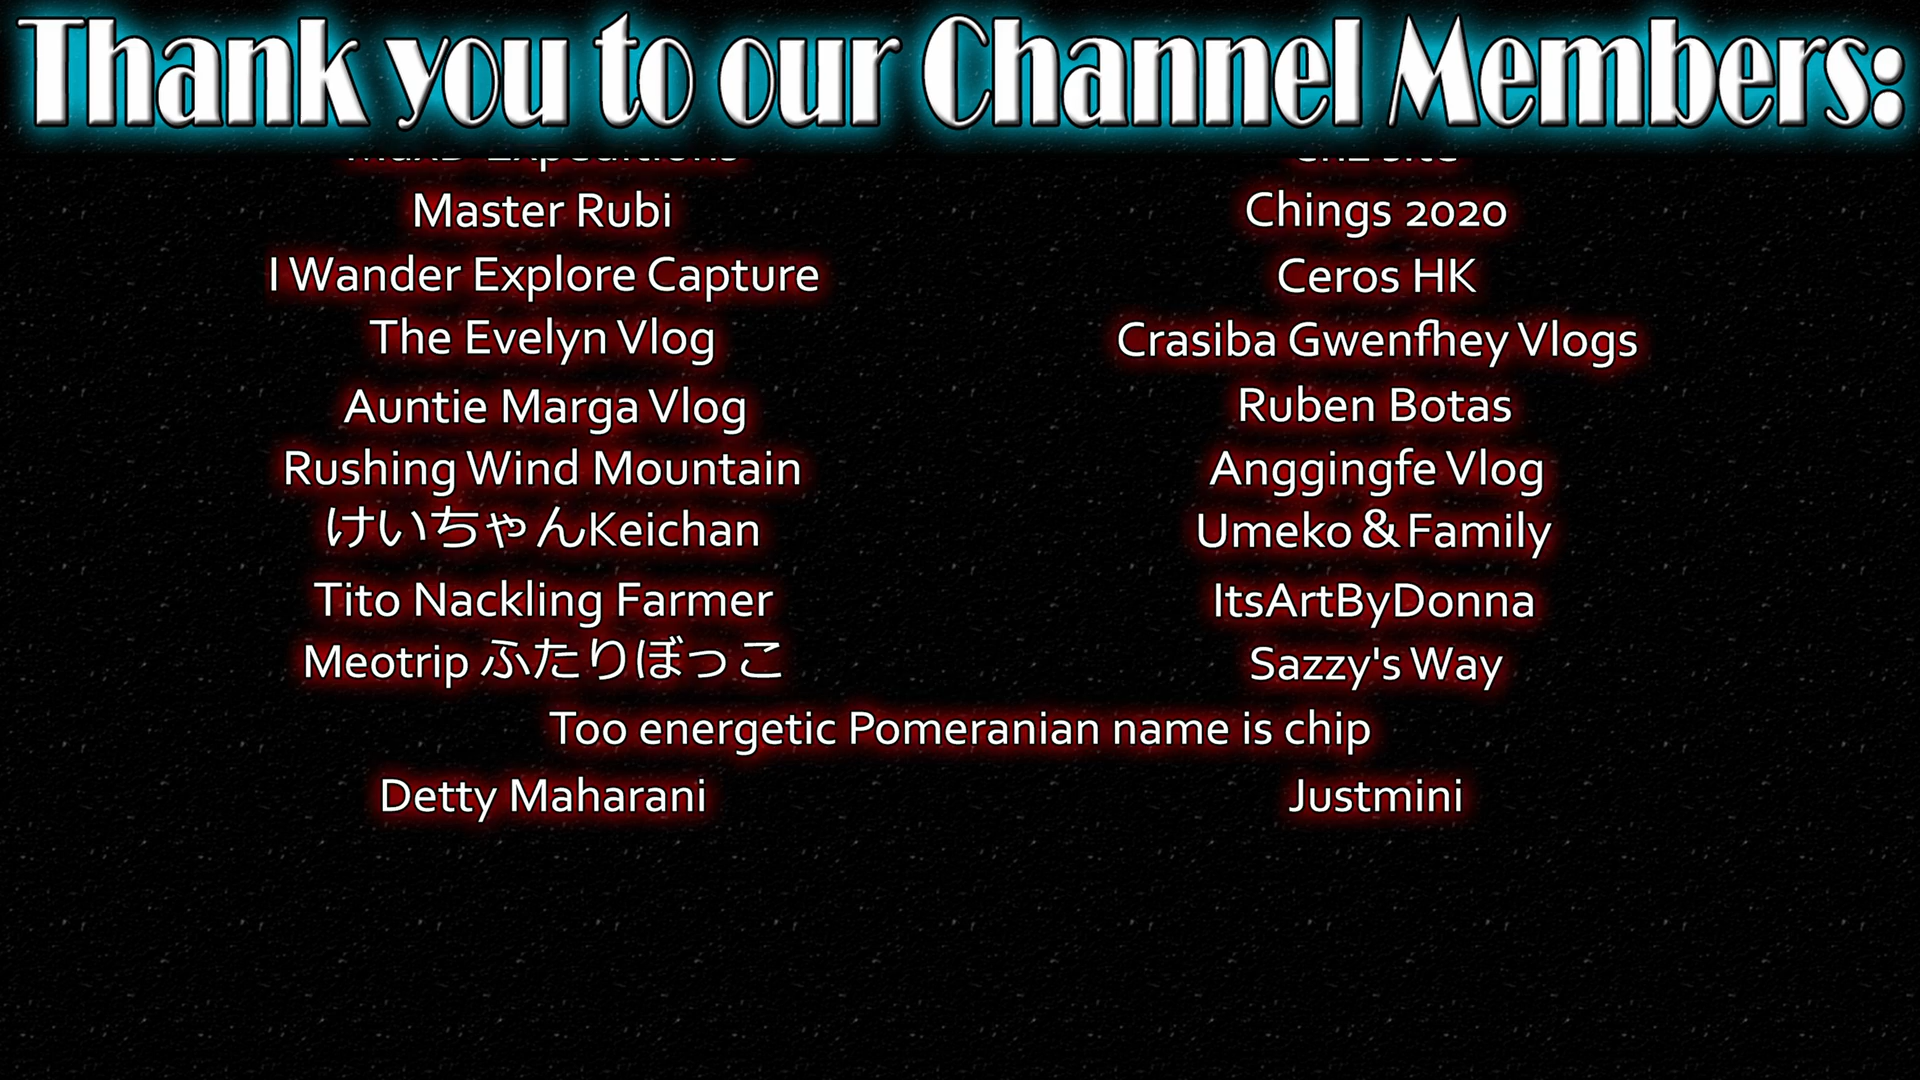 Thank you to our Channel Members:
Expeditions
Master Rubi
Chings 2020
I Wander Explore Capture
Ceros HK
The Evelyn Vlog
Crasiba Gwenfhey Vlogs
Auntie Marga Vlog
Ruben Botas
Rushing Wind Mountain
Anggingfe Vlog
けいちゃんKeichan
Umeko＆Family
Tito Nackling Farmer
ItsArtByDonna
Meotrip ふたりぼっこ
Sazzy's Way
Too energetic Pomeranian name is chip
Detty Maharani
Justmini